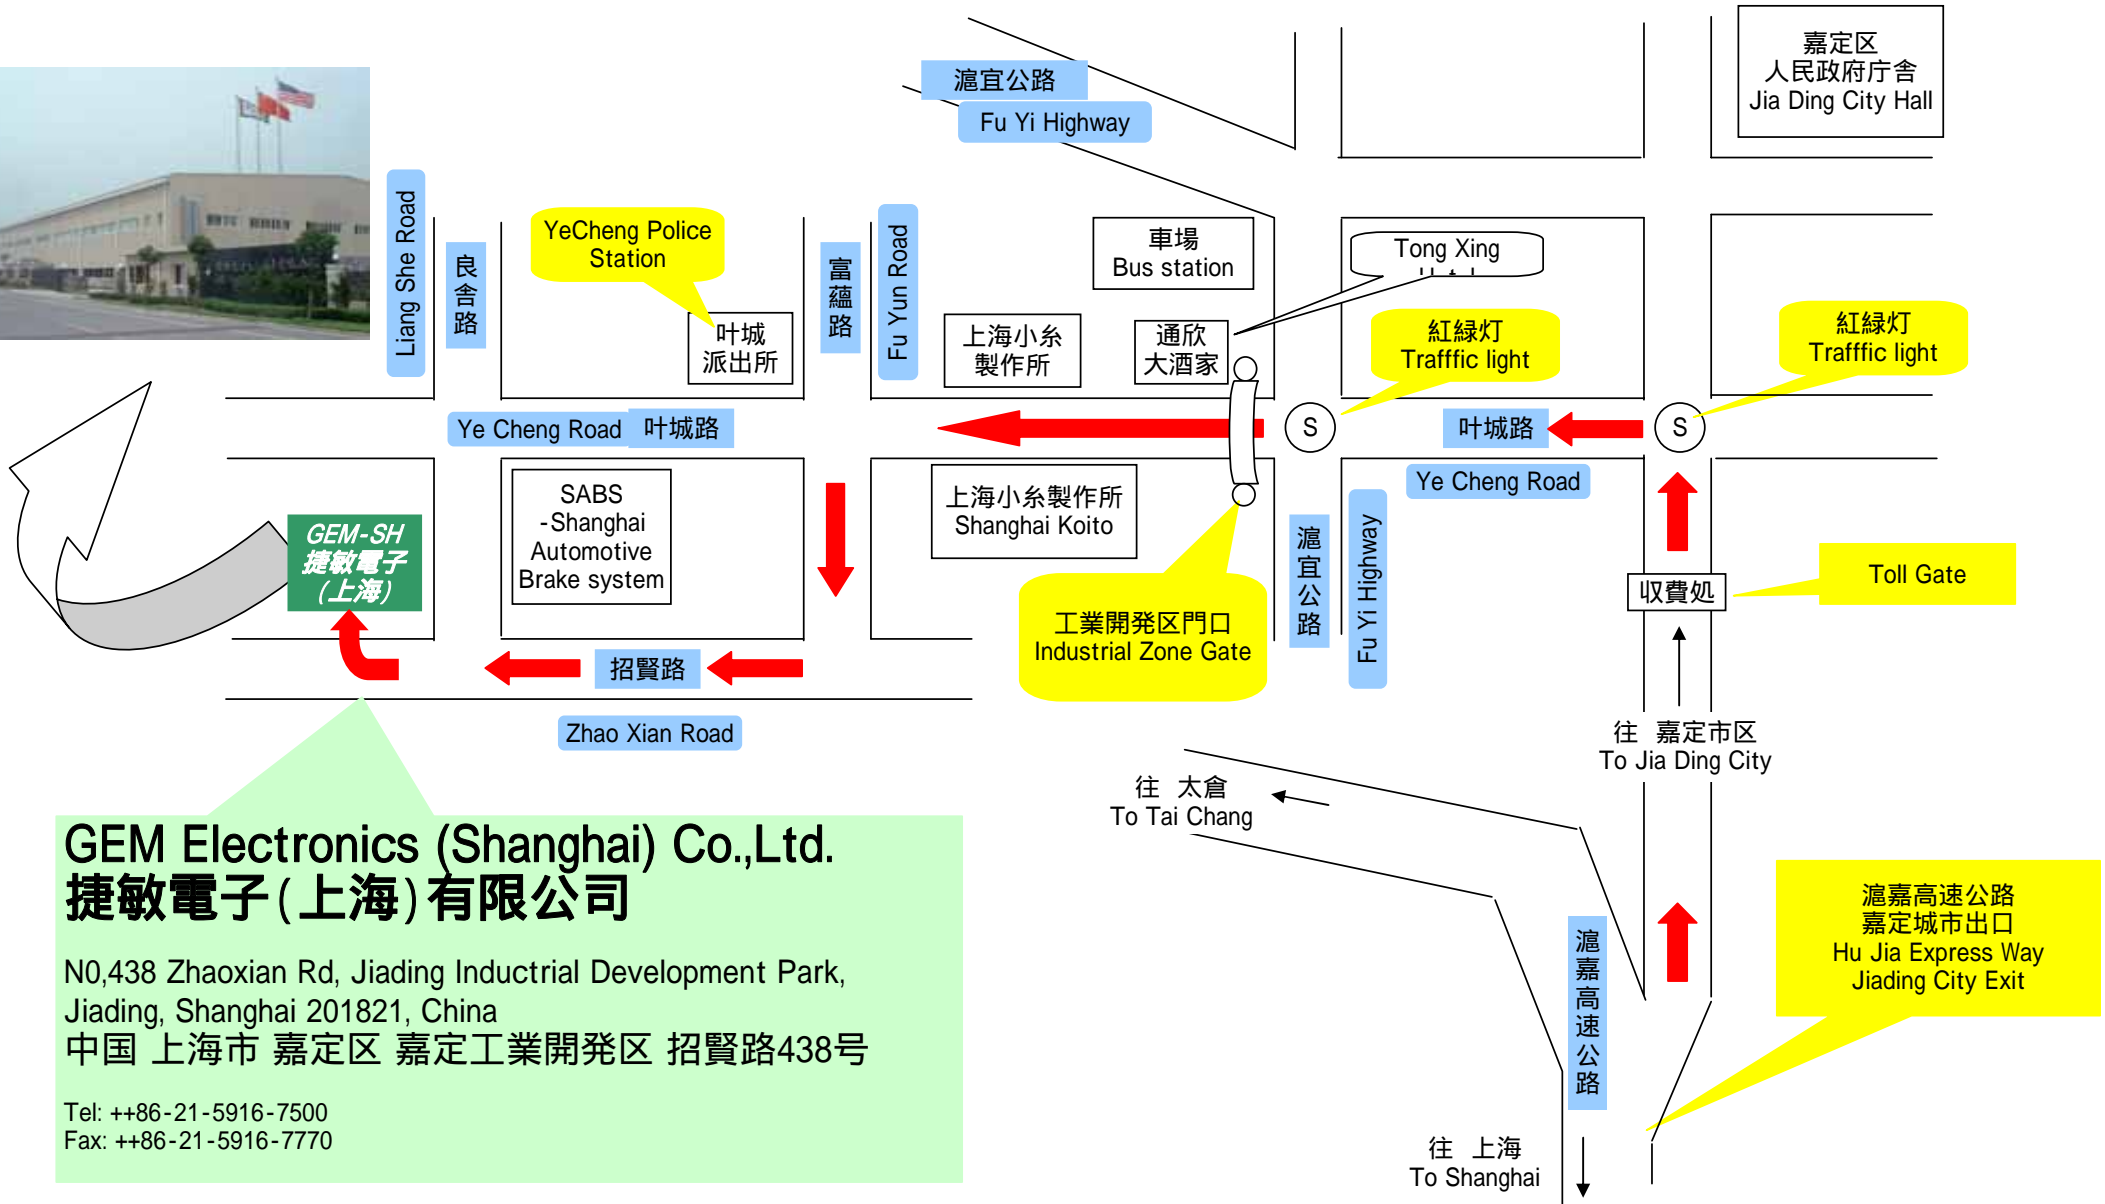 滬宜公路
Fu Yi Highway
嘉定区
人民政府庁舎
Jia Ding City Hall
Liang She Road
良舎路
YeCheng Police
Station
叶城
派出所
富蘊路
Fu Yun Road
車場
Bus station
Tong Xing
上海小糸
製作所
通欣
大酒家
紅緑灯
Trafffic light
紅緑灯
Trafffic light
Ye Cheng Road
叶城路
S
叶城路
S
Ye Cheng Road
GEM-SH
捷敏電子
(上海)
SABS
-Shanghai
Automotive
Brake system
上海小糸製作所
Shanghai Koito
滬宜公路
Fu Yi Highway
収費処
Toll Gate
工業開発区門口
Industrial Zone Gate
招賢路
Zhao Xian Road
往 嘉定市区
To Jia Ding City
往 太倉
To Tai Chang
GEM Electronics (Shanghai) Co.,Ltd.
捷敏電子(上海)有限公司
N0,438 Zhaoxian Rd, Jiading Inductrial Development Park,
Jiading, Shanghai 201821, China
中国 上海市 嘉定区 嘉定工業開発区 招賢路438号
Tel: ++86-21-5916-7500
Fax: ++86-21-5916-7770
滬嘉高速公路
滬嘉高速公路
嘉定城市出口
Hu Jia Express Way
Jiading City Exit
往 上海
To Shanghai